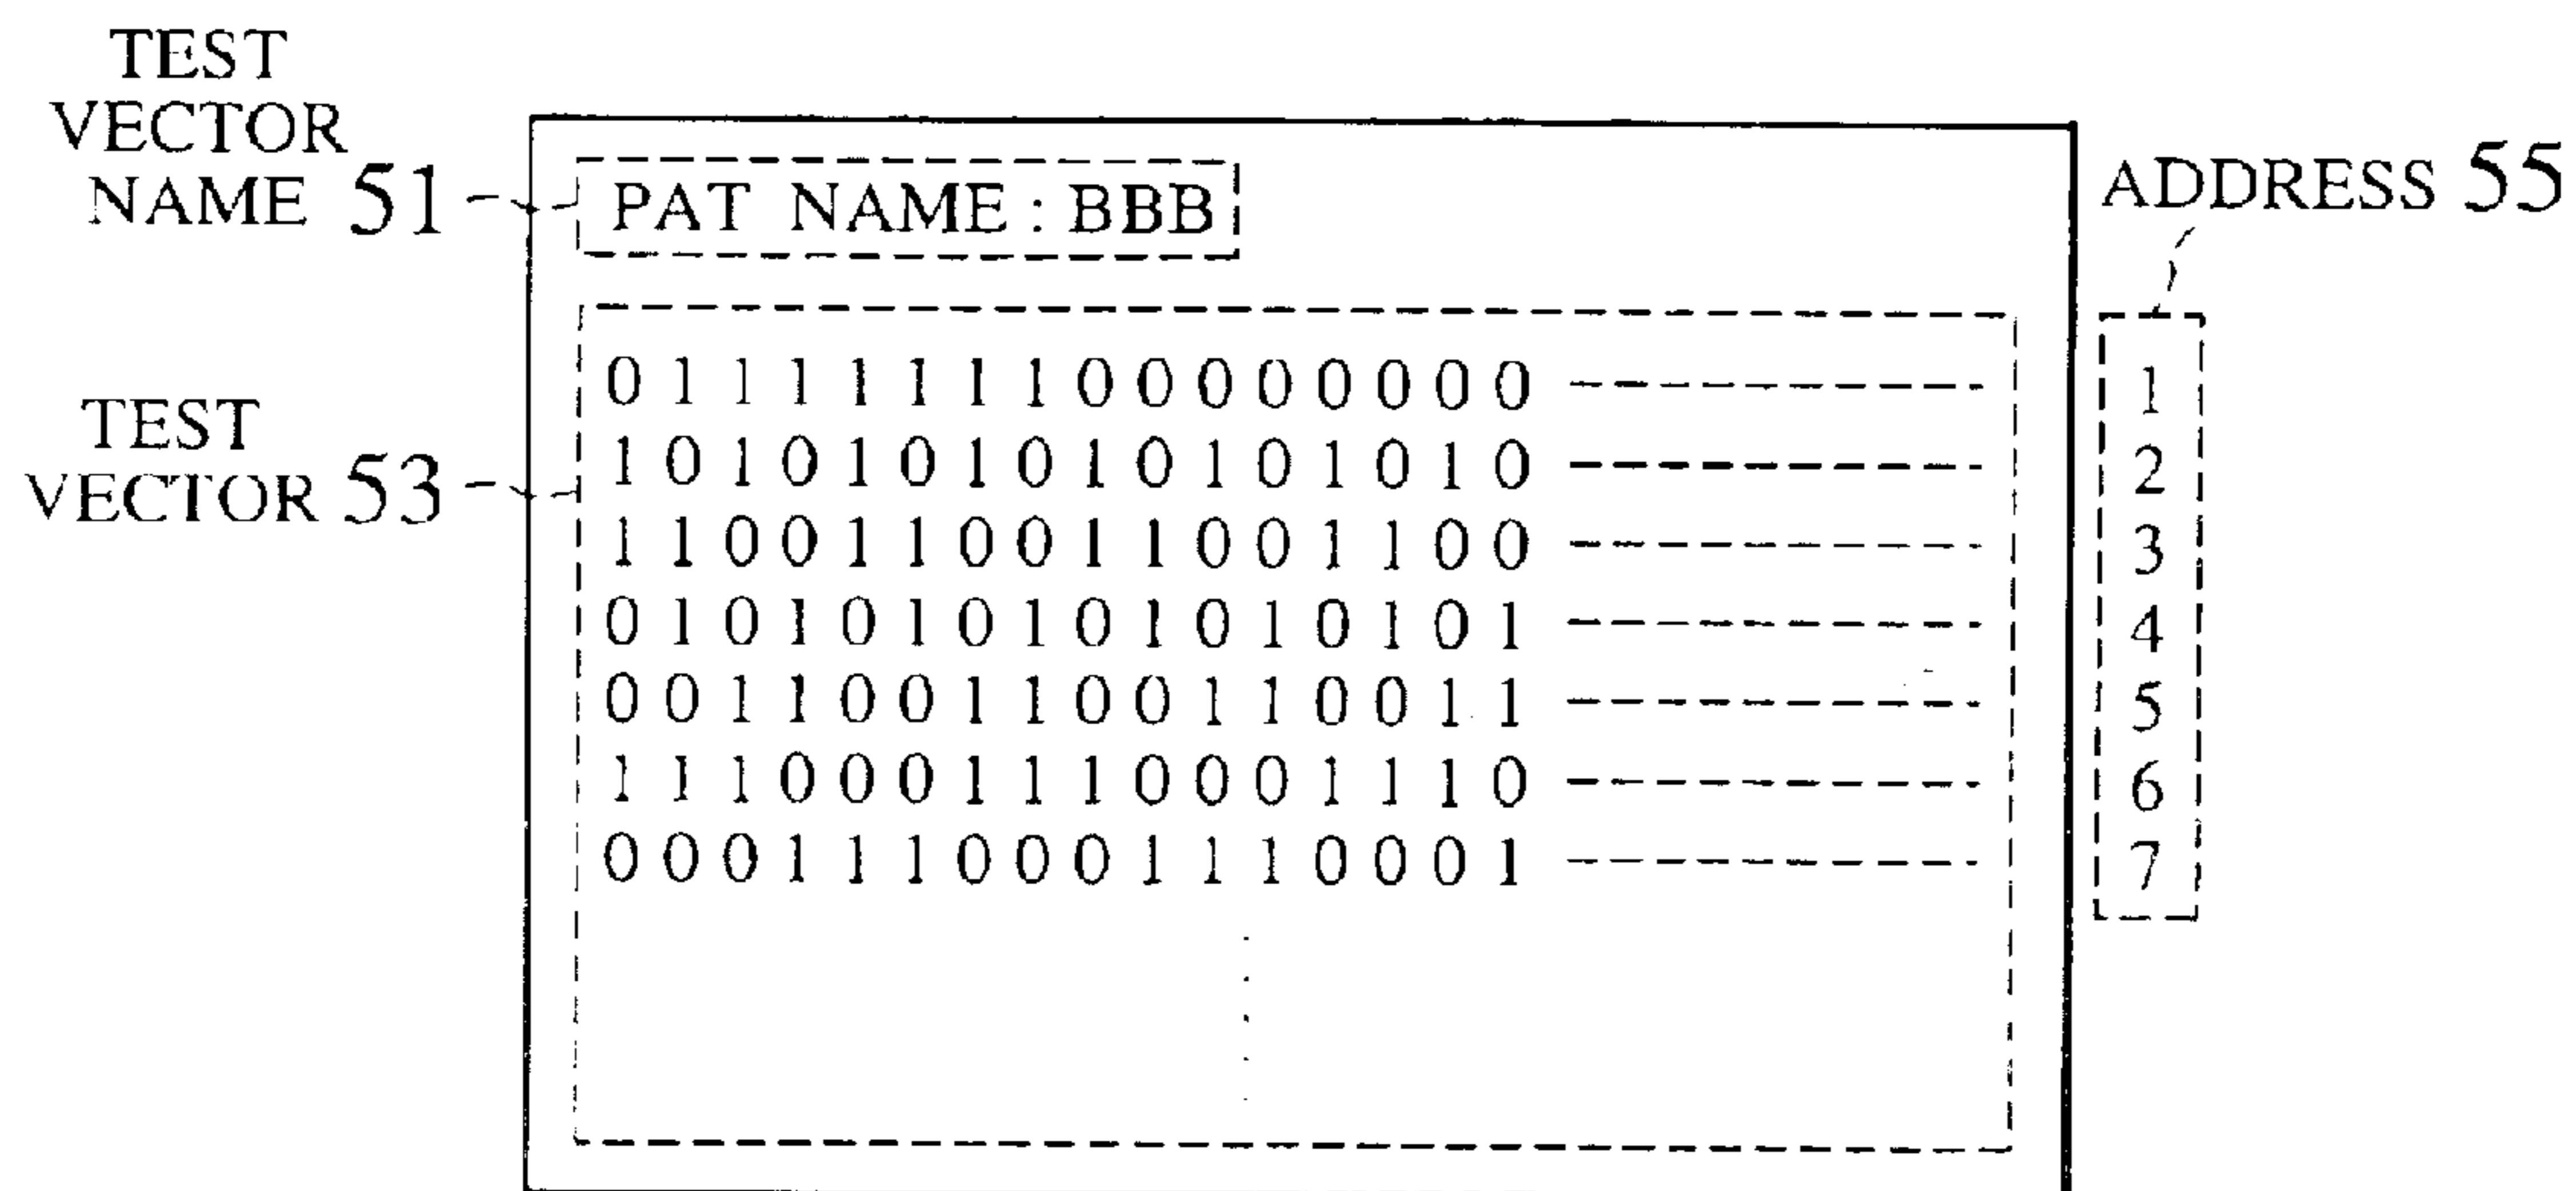 TEST
VECTOR
NAME 51
PAT NAME : BBB
ADDRESS 55
TEST
VECTOR 53
0 1 1 1 1 1 1 1 0 0 0 0 0 0 0 0 1
1 0 1 0 1 0 1 0 1 0 1 0 1 0 1 0 2
1 1 0 0 1 1 0 0 1 1 0 0 1 1 0 0 3
0 1 0 1 0 1 0 1 0 1 0 1 0 1 0 1 4
0 0 1 1 0 0 1 1 0 0 1 1 0 0 1 1 5
1 1 1 0 0 0 1 1 1 0 0 0 1 1 1 0 6
0 0 0 1 1 1 0 0 0 1 1 1 0 0 0 1 7